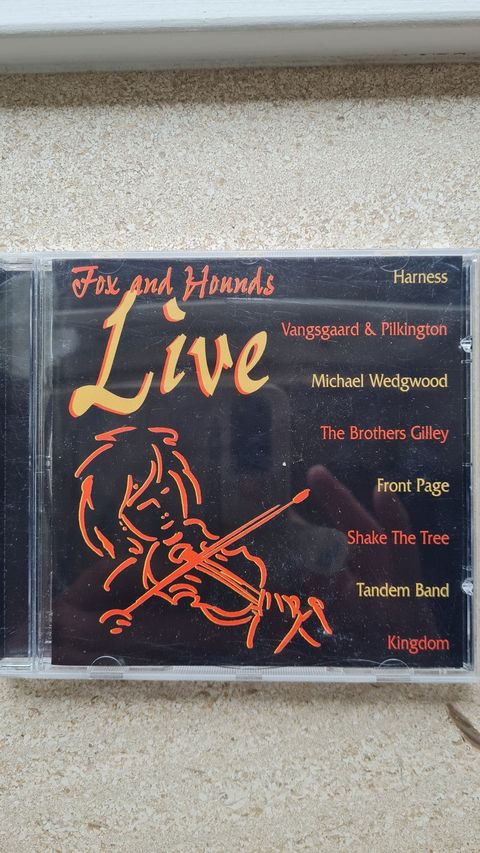 Fox and Hounds
Live
Harness
Vangsgaard & Pilkington
Michael Wedgwood
The Brothers Gilley
Front Page
Shake The Tree
Tandem Band
Kingdom